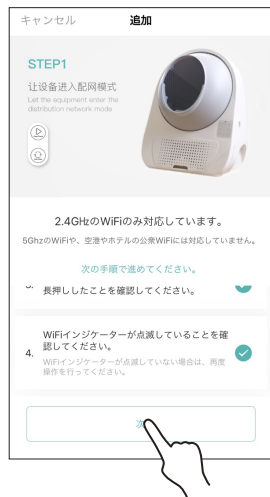 キャンセル 追加
STEP1
让设备进入配网模式
Let the equipment enter the
distribution network mode
2.4GHzのWiFiのみ対応しています。
5GhzのWiFiや、空港やホテルの公衆WiFiには対応していません。
次の手順で進めてください。
長押ししたことを確認してください。
4. WiFiインジケーターが点滅していることを確
認してください。
WiFiインジケーターが点滅していない場合は、再度
操作を行ってください。
次